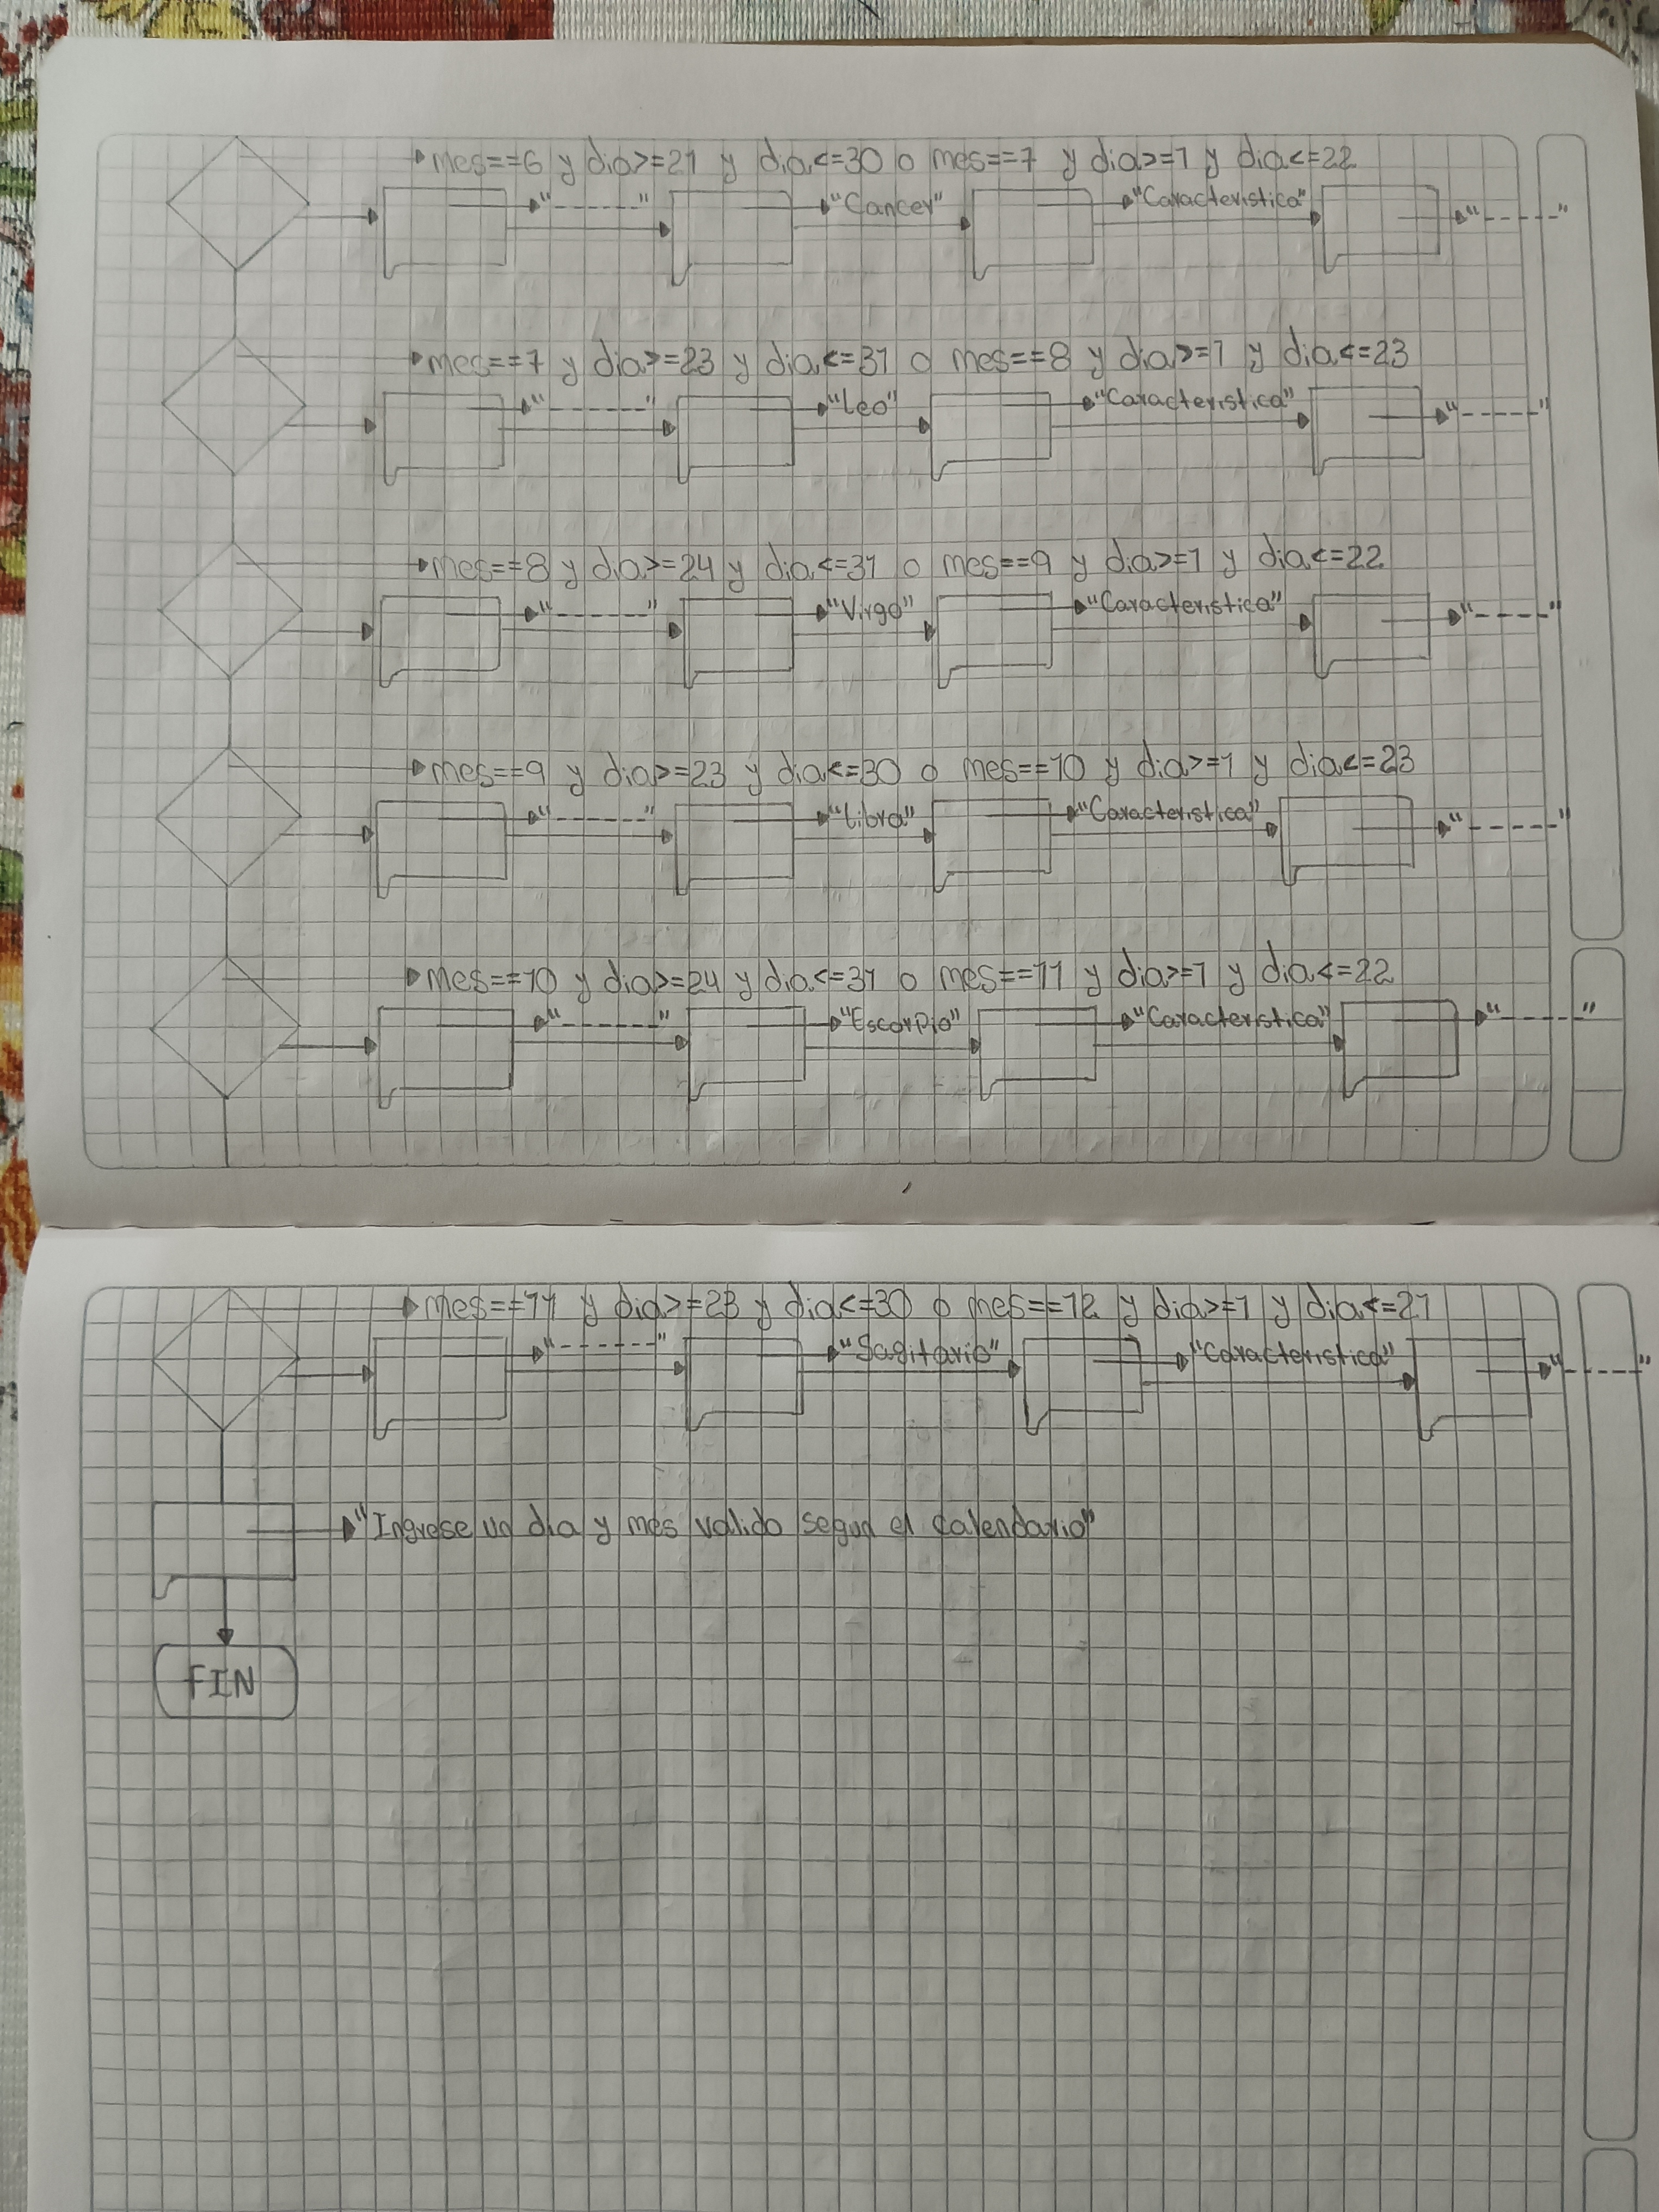 mes==6 y dia>=21 y dia<=30 o mes==7 y dia>=1 y dia<=22
"------" "Cancer" "Caracteristica" "----"
mes==7 y dia>=23 y dia<=31 o mes==8 y dia>=1 y dia<=23
"------" "Leo" "Caracteristica" "----"
mes==8 y dia>=24 y dia<=31 o mes==9 y dia>=1 y dia<=22
"------" "Virgo" "Caracteristica" "----"
mes==9 y dia>=23 y dia<=30 o mes==10 y dia>=1 y dia<=23
"------" "Libra" "Caracteristica" "----"
mes==10 y dia>=24 y dia<=31 o mes==11 y dia>=1 y dia<=22
"------" "Escorpio" "Caracteristica" "----"
mes==11 y dia>=23 y dia<=30 o mes==12 y dia>=1 y dia<=21
"------" "Sagitario" "Caracteristica" "----"
"Ingrese un dia y mes valido segun el calendario"
FIN